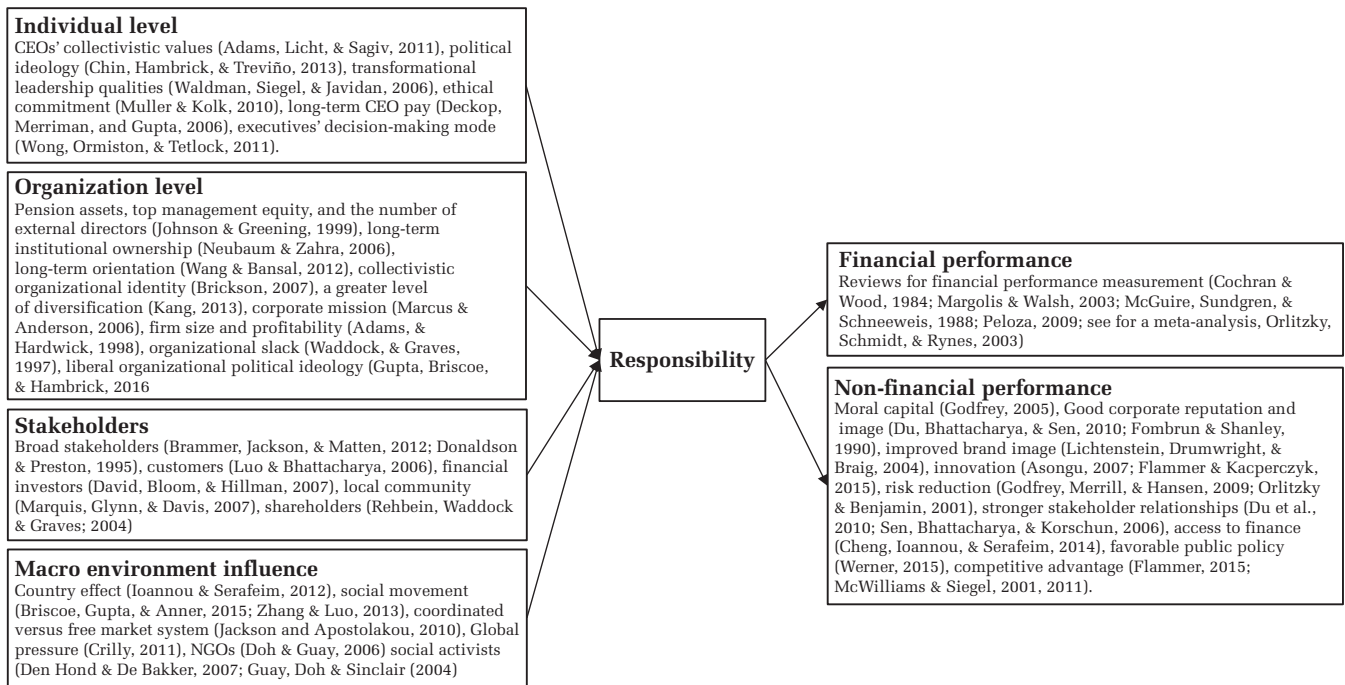 Individual level
CEOs' collectivistic values (Adams, Licht, & Sagiv, 2011), political
ideology (Chin, Hambrick, & Treviño, 2013), transformational
leadership qualities (Waldman, Siegel, & Javidan, 2006), ethical
commitment (Muller & Kolk, 2010), long-term CEO pay (Deckop,
Merriman, and Gupta, 2006), executives' decision-making mode
(Wong, Ormiston, & Tetlock, 2011).
Organization level
Pension assets, top management equity, and the number of
external directors (Johnson & Greening, 1999), long-term
institutional ownership (Neubaum & Zahra, 2006),
long-term orientation (Wang & Bansal, 2012), collectivistic
organizational identity (Brickson, 2007), a greater level
of diversification (Kang, 2013), corporate mission (Marcus &
Anderson, 2006), firm size and profitability (Adams, &
Hardwick, 1998), organizational slack (Waddock, & Graves,
1997), liberal organizational political ideology (Gupta, Briscoe,
& Hambrick, 2016
Stakeholders
Broad stakeholders (Brammer, Jackson, & Matten, 2012; Donaldson
& Preston, 1995), customers (Luo & Bhattacharya, 2006), financial
investors (David, Bloom, & Hillman, 2007), local community
(Marquis, Glynn, & Davis, 2007), shareholders (Rehbein, Waddock
& Graves; 2004)
Macro environment influence
Country effect (Ioannou & Serafeim, 2012), social movement
(Briscoe, Gupta, & Anner, 2015; Zhang & Luo, 2013), coordinated
versus free market system (Jackson and Apostolakou, 2010), Global
pressure (Crilly, 2011), NGOs (Doh & Guay, 2006) social activists
(Den Hond & De Bakker, 2007; Guay, Doh & Sinclair (2004)
Responsibility
Financial performance
Reviews for financial performance measurement (Cochran &
Wood, 1984; Margolis & Walsh, 2003; McGuire, Sundgren, &
Schneeweis, 1988; Peloza, 2009; see for a meta-analysis, Orlitzky,
Schmidt, & Rynes, 2003)
Non-financial performance
Moral capital (Godfrey, 2005), Good corporate reputation and
image (Du, Bhattacharya, & Sen, 2010; Fombrun & Shanley,
1990), improved brand image (Lichtenstein, Drumwright, &
Braig, 2004), innovation (Asongu, 2007; Flammer & Kacperczyk,
2015), risk reduction (Godfrey, Merrill, & Hansen, 2009; Orlitzky
& Benjamin, 2001), stronger stakeholder relationships (Du et al.,
2010; Sen, Bhattacharya, & Korschun, 2006), access to finance
(Cheng, Ioannou, & Serafeim, 2014), favorable public policy
(Werner, 2015), competitive advantage (Flammer, 2015;
McWilliams & Siegel, 2001, 2011).